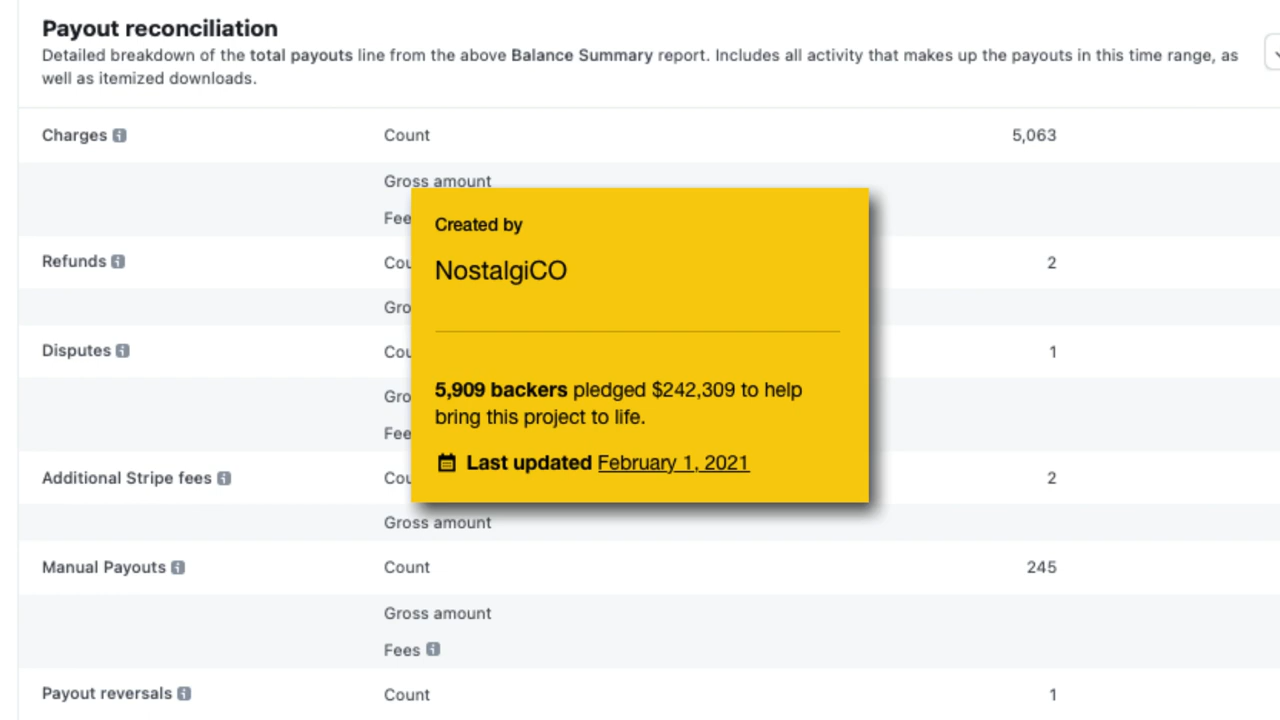 Payout reconciliation
Detailed breakdown of the total payouts line from the above Balance Summary report. Includes all activity that makes up the payouts in this time range, as
well as itemized downloads.
Charges
Count
5,063
Gross amount
Fee
Refunds
Cou
2
Gro
Disputes
Cou
1
Gro
Fee
Additional Stripe fees
Cou
2
Gross amount
Manual Payouts
Count
245
Gross amount
Fees
Payout reversals
Count
1
Created by
NostalgiCO
5,909 backers pledged $242,309 to help
bring this project to life.
Last updated February 1, 2021